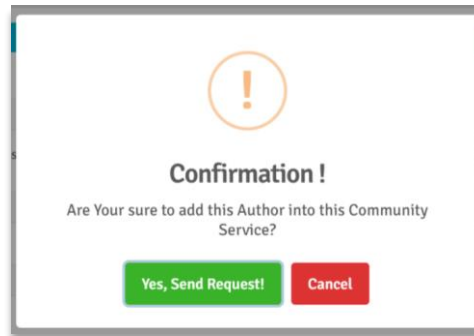 !
Confirmation !
Are Your sure to add this Author into this Community
Service?
Yes, Send Request!
Cancel